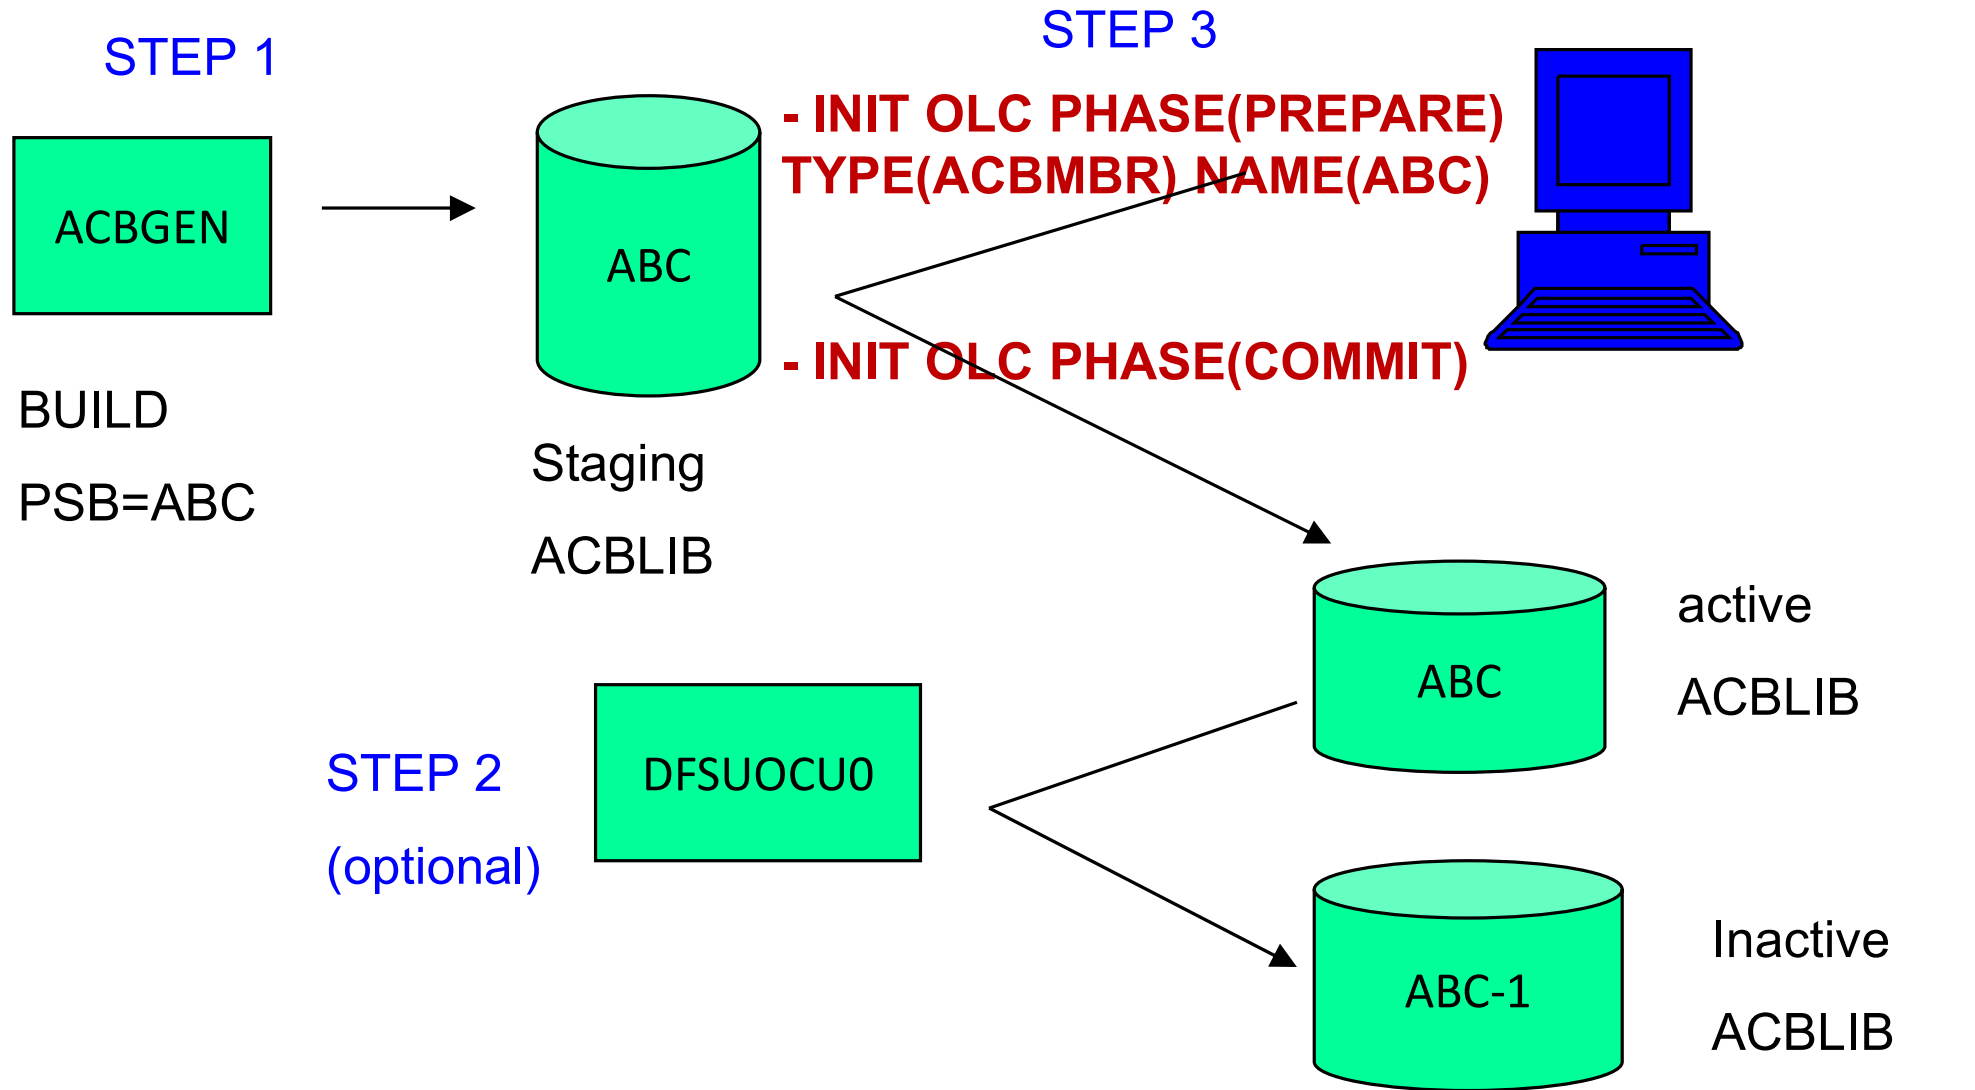 STEP 1
ACBGEN
BUILD
PSB=ABC
ABC
Staging
ACBLIB
STEP 3
- INIT OLC PHASE(PREPARE)
TYPE(ACBMBR) NAME(ABC)
- INIT OLC PHASE(COMMIT)
STEP 2
(optional)
DFSUOCU0
ABC
active
ACBLIB
ABC-1
Inactive
ACBLIB